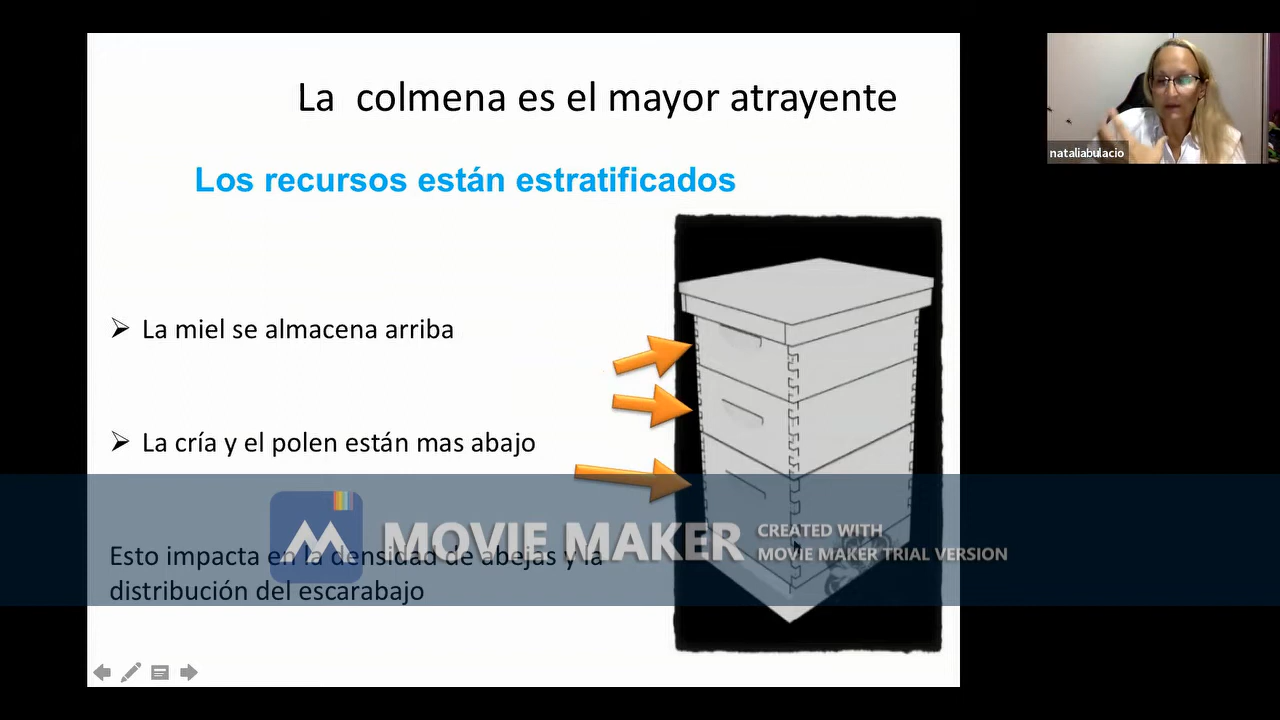 La colmena es el mayor atrayente
nataliabulacio
Los recursos están estratificados
La miel se almacena arriba
La cría y el polen están mas abajo
MOVIE MAKER
CREATED WITH
MOVIE MAKER TRIAL VERSION
Esto impacta en la densidad de abejas y la
distribución del escarabajo